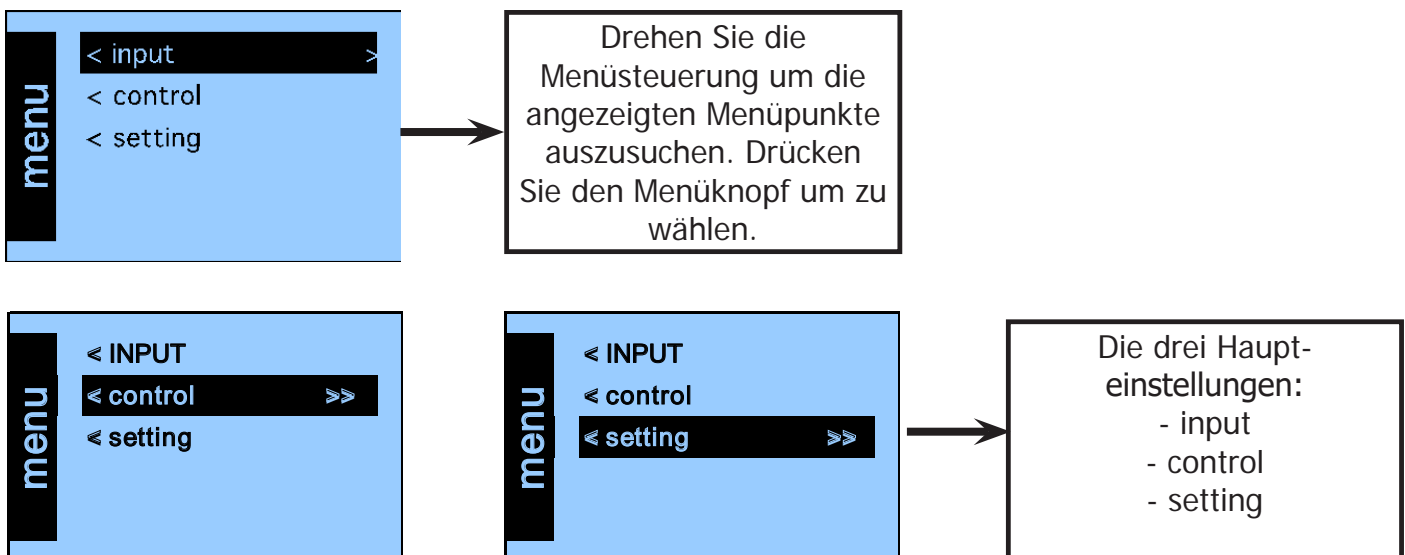 menu
< input >
< control
< setting
Drehen Sie die
Menüsteuerung um die
angezeigten Menüpunkte
auszusuchen. Drücken
Sie den Menüknopf um zu
wählen.
menu
< INPUT
< control >>
< setting
menu
< INPUT
< control
< setting >>
Die drei Haupt-
einstellungen:
- input
- control
- setting